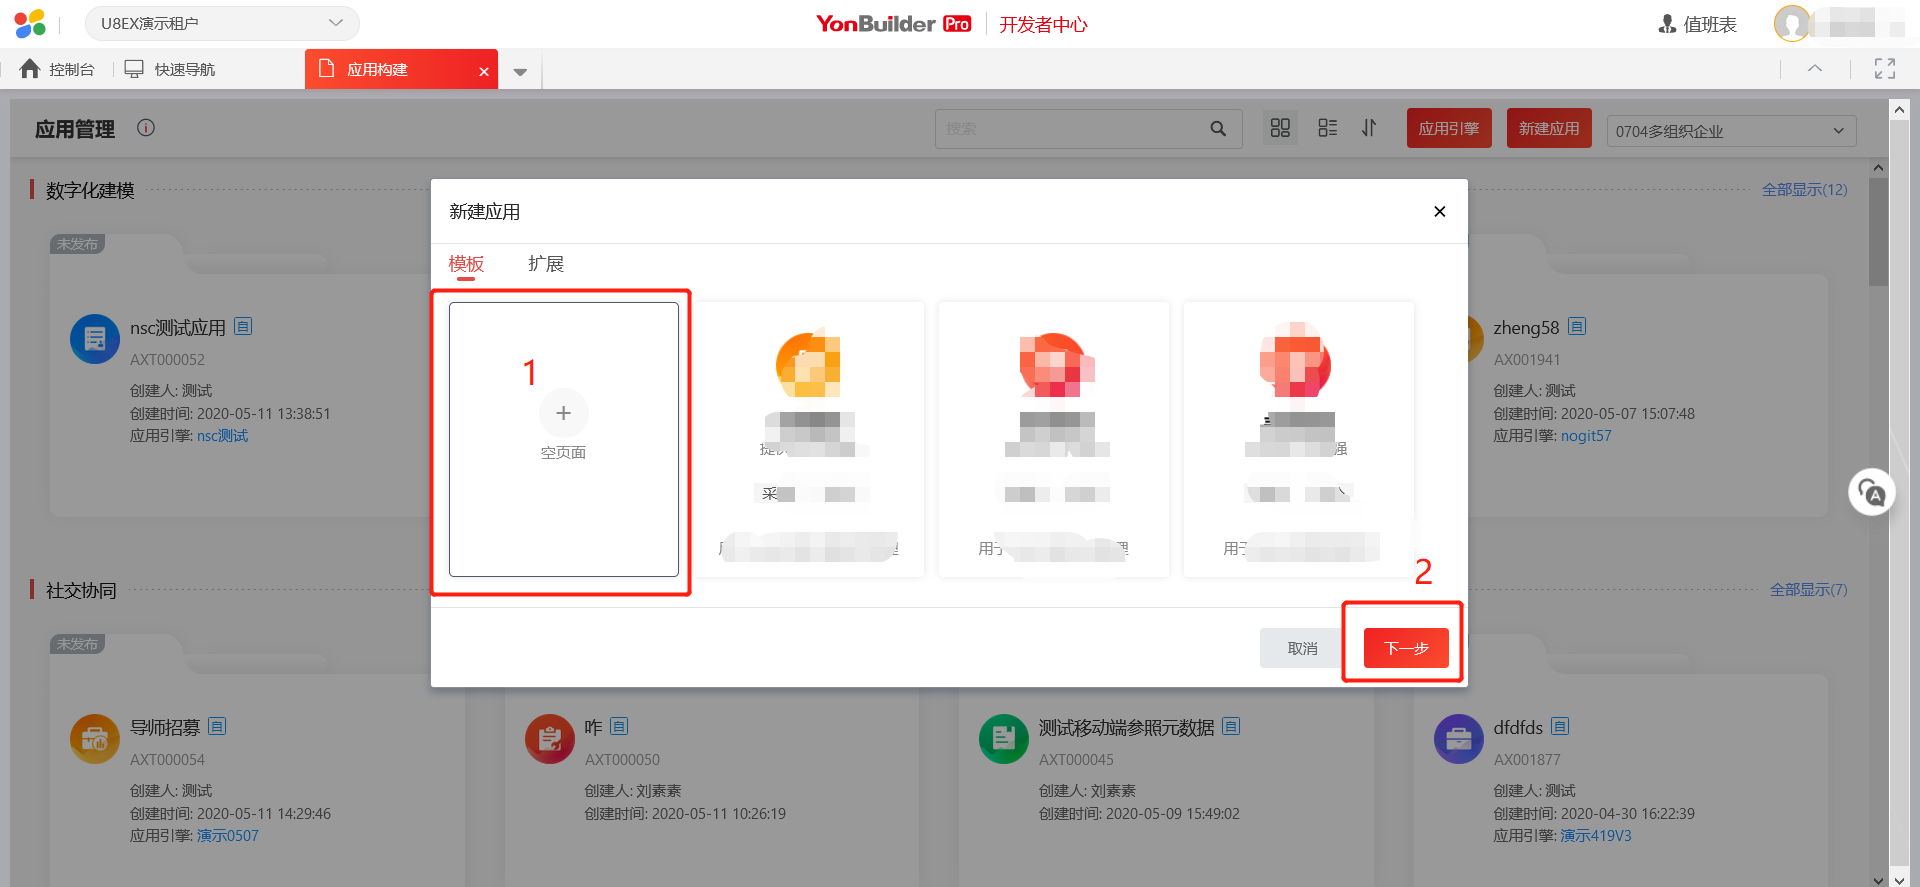 U8EX演示租户
YonBuilder Pro 开发者中心
值班表
控制台 快速导航 应用构建
应用管理
搜索
应用引擎 新建应用 0704多组织企业
数字化建模
全部显示(12)
未发布
nsc测试应用 自
AXT000052
创建人: 测试
创建时间: 2020-05-11 13:38:51
应用引擎: nsc测试
zheng58 自
AX001941
创建人: 测试
创建时间: 2020-05-07 15:07:48
应用引擎: nogit57
新建应用
模板 扩展
1
空页面
采
用于
理
强
用于
2
取消 下一步
A
社交协同
全部显示(7)
未发布
导师招募 自
AXT000054
创建人: 测试
创建时间: 2020-05-11 14:29:46
应用引擎: 演示0507
咋 自
AXT000050
创建人: 刘素素
创建时间: 2020-05-11 10:26:19
测试移动端参照元数据 自
AXT000045
创建人: 刘素素
创建时间: 2020-05-09 15:49:02
dfdfds 自
AX001877
创建人: 测试
创建时间: 2020-04-30 16:22:39
应用引擎: 演示419V3